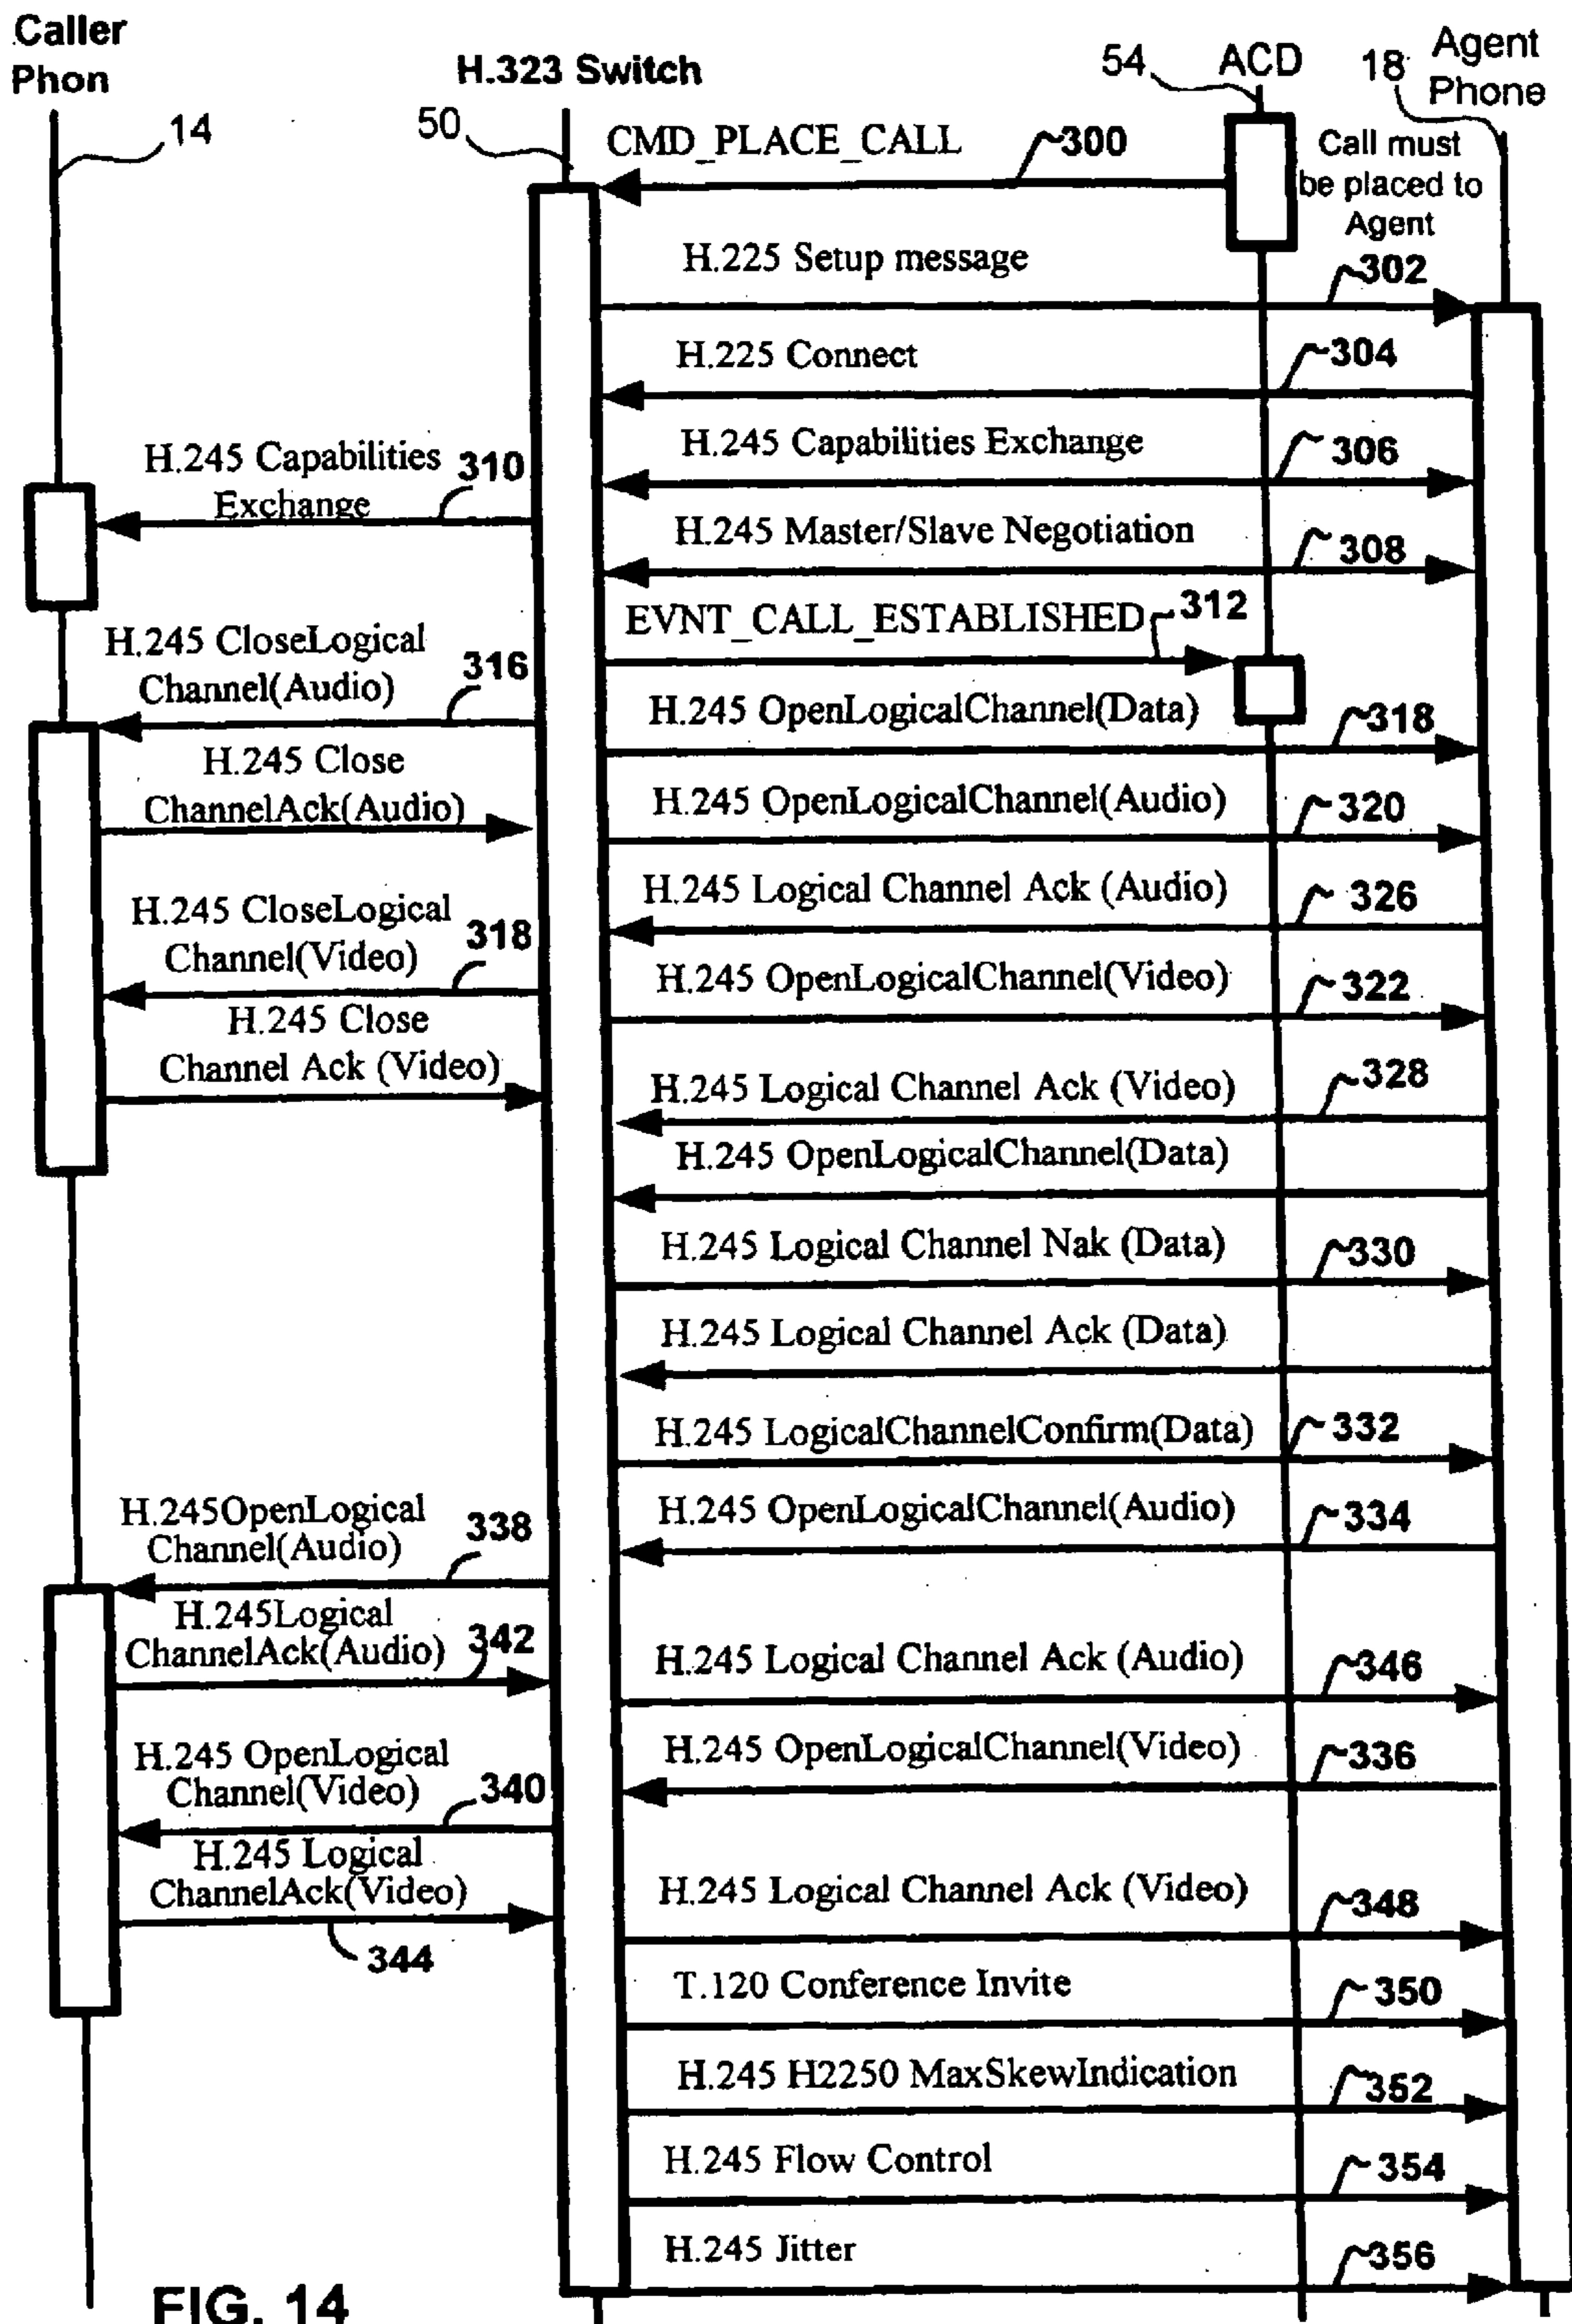 Caller
Phon
H.323 Switch
54
ACD
18
Agent
Phone
14
50
CMD_PLACE_CALL
300
Call must
be placed to
Agent
H.225 Setup message
302
H.225 Connect
304
H.245 Capabilities
Exchange
310
H.245 Capabilities Exchange
306
H.245 Master/Slave Negotiation
308
EVNT_CALL_ESTABLISHED
312
H.245 CloseLogical
Channel(Audio)
316
H.245 OpenLogicalChannel(Data)
318
H.245 Close
ChannelAck(Audio)
H.245 OpenLogicalChannel(Audio)
320
H.245 Logical Channel Ack (Audio)
326
H.245 CloseLogical
Channel(Video)
318
H.245 OpenLogicalChannel(Video)
322
H.245 Close
Channel Ack (Video)
H.245 Logical Channel Ack (Video)
328
H.245 OpenLogicalChannel(Data)
H.245 Logical Channel Nak (Data)
330
H.245 Logical Channel Ack (Data)
H.245 LogicalChannelConfirm(Data)
332
H.245OpenLogical
Channel(Audio)
338
H.245 OpenLogicalChannel(Audio)
334
H.245Logical
ChannelAck(Audio)
342
H.245 Logical Channel Ack (Audio)
346
H.245 OpenLogical
Channel(Video)
340
H.245 OpenLogicalChannel(Video)
336
H.245 Logical
ChannelAck(Video)
344
H.245 Logical Channel Ack (Video)
348
T.120 Conference Invite
350
H.245 H2250 MaxSkewIndication
352
H.245 Flow Control
354
H.245 Jitter
356
FIG. 14